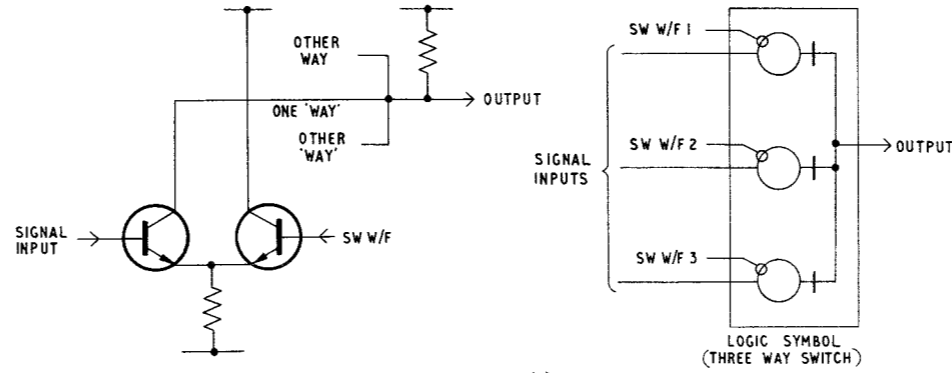 OTHER
WAY
OUTPUT
ONE 'WAY'
OTHER
'WAY'
SIGNAL
INPUT
SW W/F
SW W/F 1
SW W/F 2
SIGNAL
INPUTS
OUTPUT
SW W/F 3
LOGIC SYMBOL
(THREE WAY SWITCH)